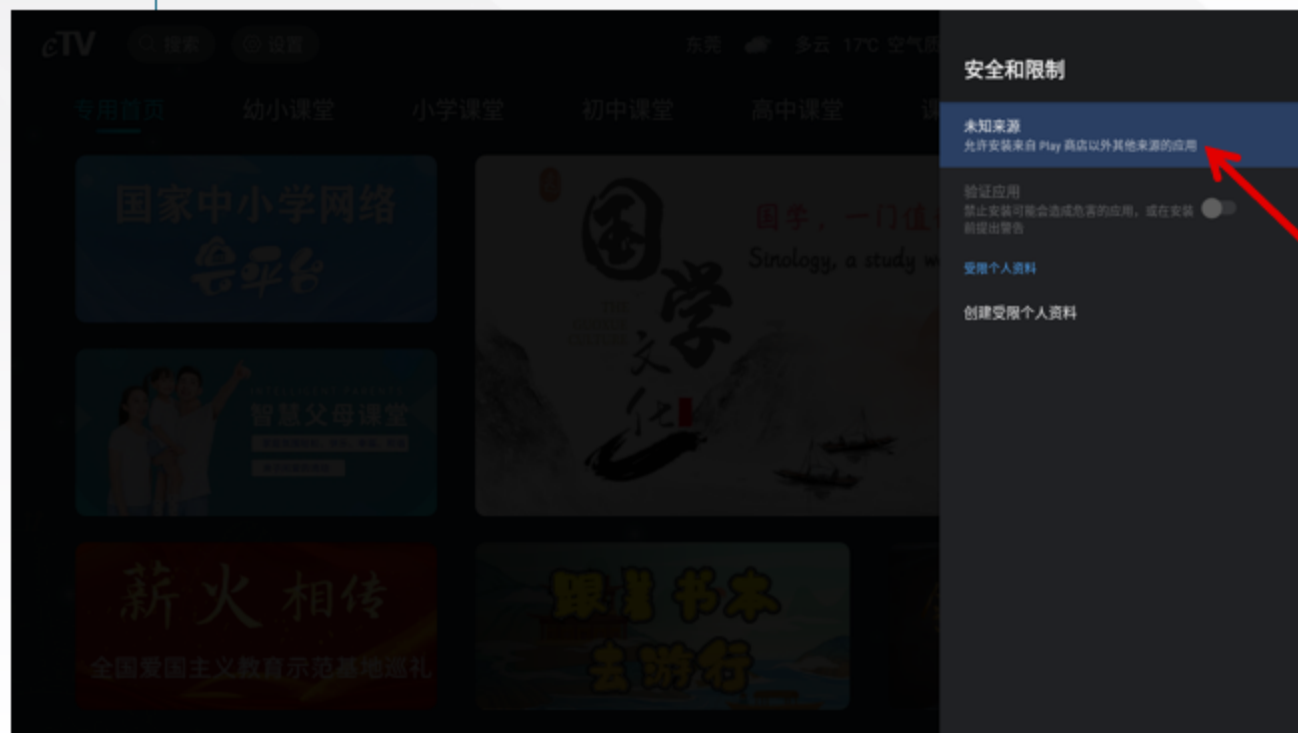 eTV
搜索
设置
东莞 多云 17℃ 空气质
专用首页 幼小课堂 小学课堂 初中课堂 高中课堂 课
国家中小学网络
云平台
国学文化
国学，一门值
Sinology, a study w
智慧父母课堂
薪火相传
全国爱国主义教育示范基地巡礼
跟着书本
去游行
安全和限制
未知来源
允许安装来自 Play 商店以外其他来源的应用
验证应用
禁止安装可能会造成危害的应用，或在安装
前提出警告
受限个人资料
创建受限个人资料